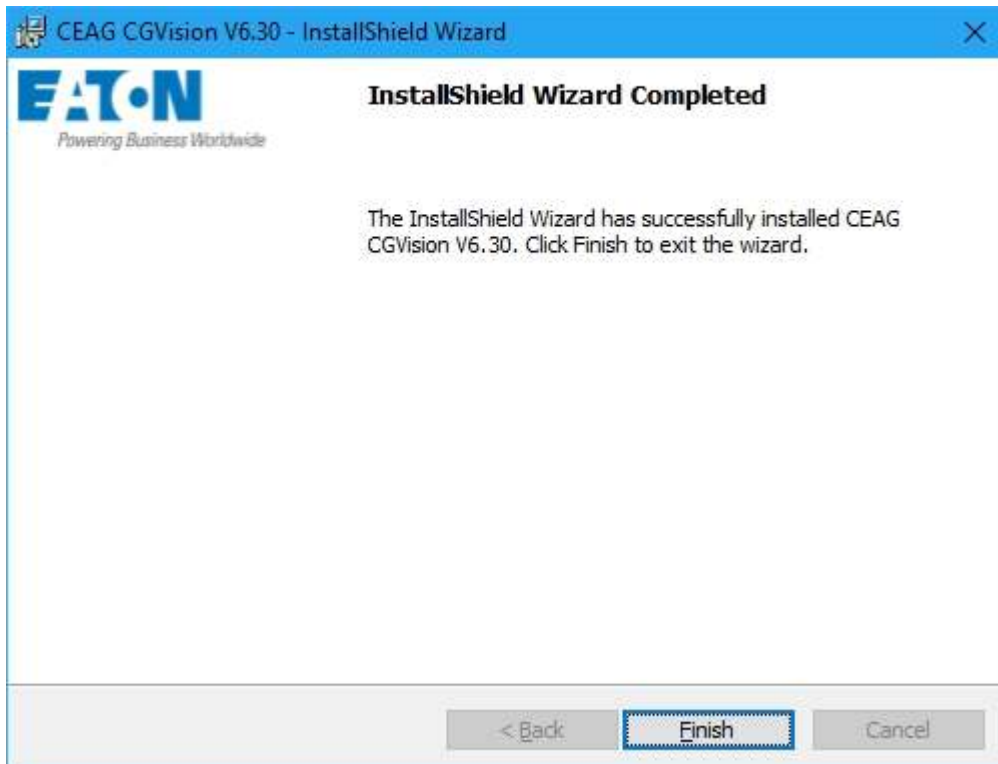 CEAG CGVision V6.30 - InstallShield Wizard
EATON
Powering Business Worldwide
InstallShield Wizard Completed
The InstallShield Wizard has successfully installed CEAG
CGVision V6.30. Click Finish to exit the wizard.
< Back
Finish
Cancel